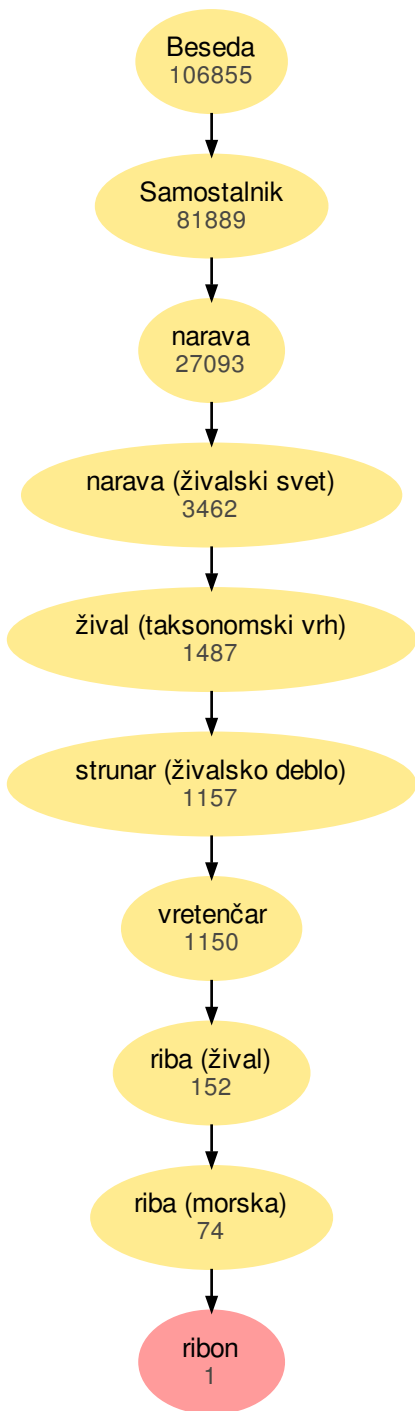 Beseda
106855
Samostalnik
81889
narava
27093
narava (živalski svet)
3462
žival (taksonomski vrh)
1487
strunar (živalsko deblo)
1157
vretenčar
1150
riba (žival)
152
riba (morska)
74
ribon
1